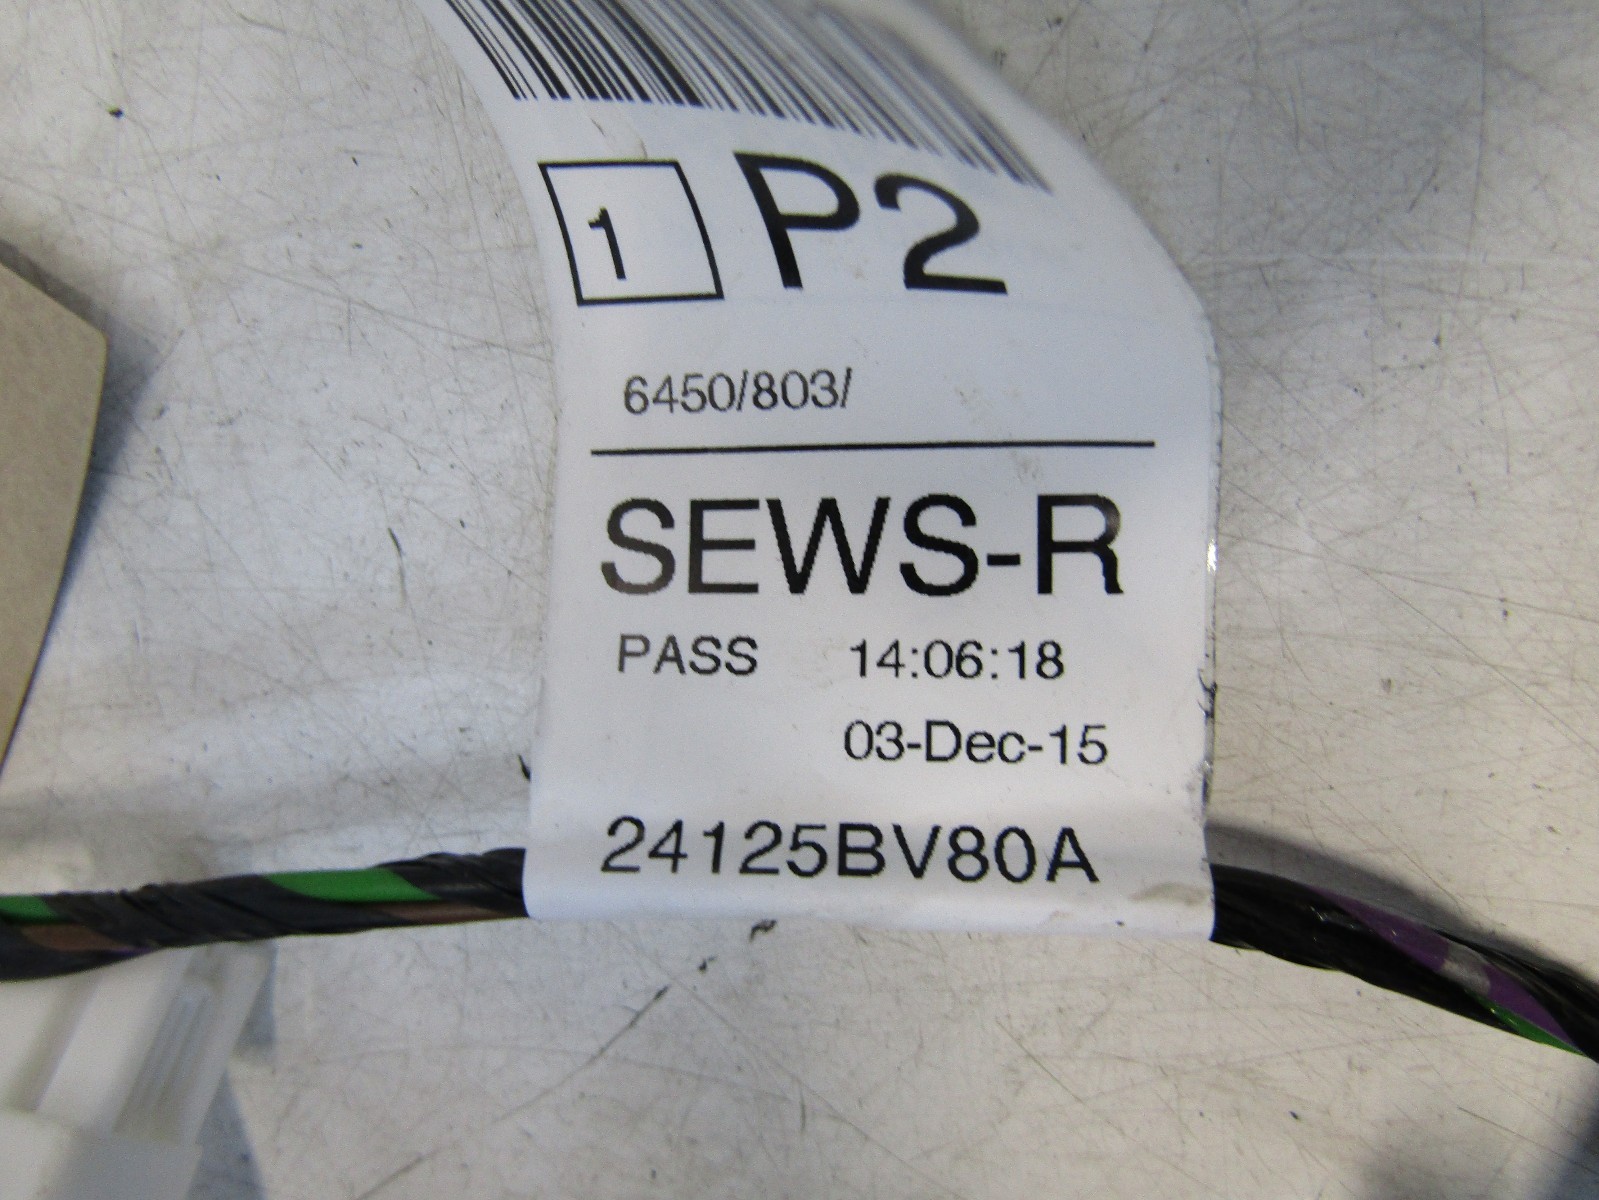 1 P2
6450/803/
SEWS-R
PASS 14:06:18
03-Dec-15
24125BV80A